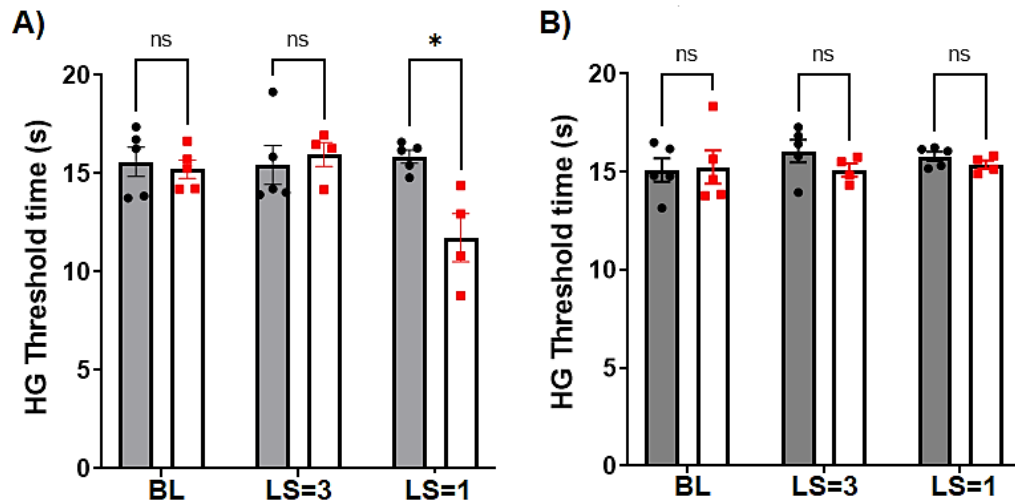 A)
HG Threshold time (s)
20
15
10
5
0
ns
ns
*
BL
LS=3
LS=1
B)
HG Threshold time (s)
20
15
10
5
0
ns
ns
ns
BL
LS=3
LS=1